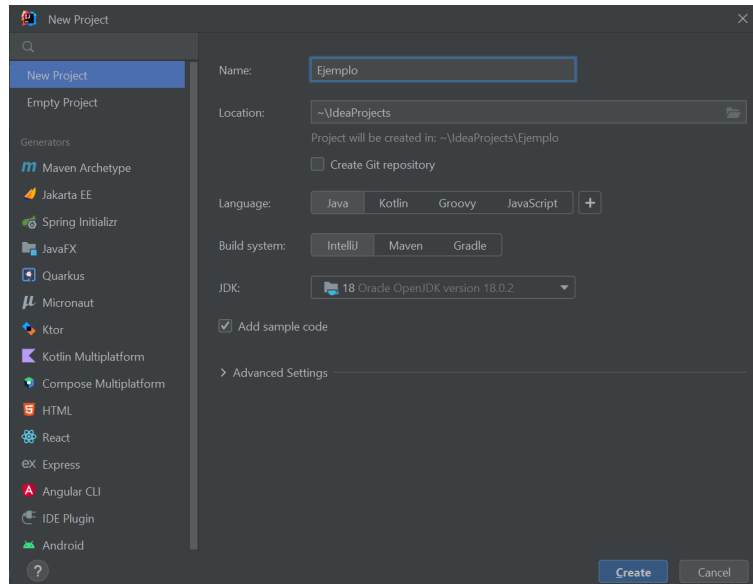 New Project
New Project
Empty Project
Generators
Maven Archetype
Jakarta EE
Spring Initializr
JavaFX
Quarkus
Micronaut
Ktor
Kotlin Multiplatform
Compose Multiplatform
HTML
React
Express
Angular CLI
IDE Plugin
Android
Name: Ejemplo
Location: ~\IdeaProjects
Project will be created in: ~\IdeaProjects\Ejemplo
Create Git repository
Language: Java Kotlin Groovy JavaScript +
Build system: IntelliJ Maven Gradle
JDK: 18 Oracle OpenJDK version 18.0.2
Add sample code
> Advanced Settings
? Create Cancel